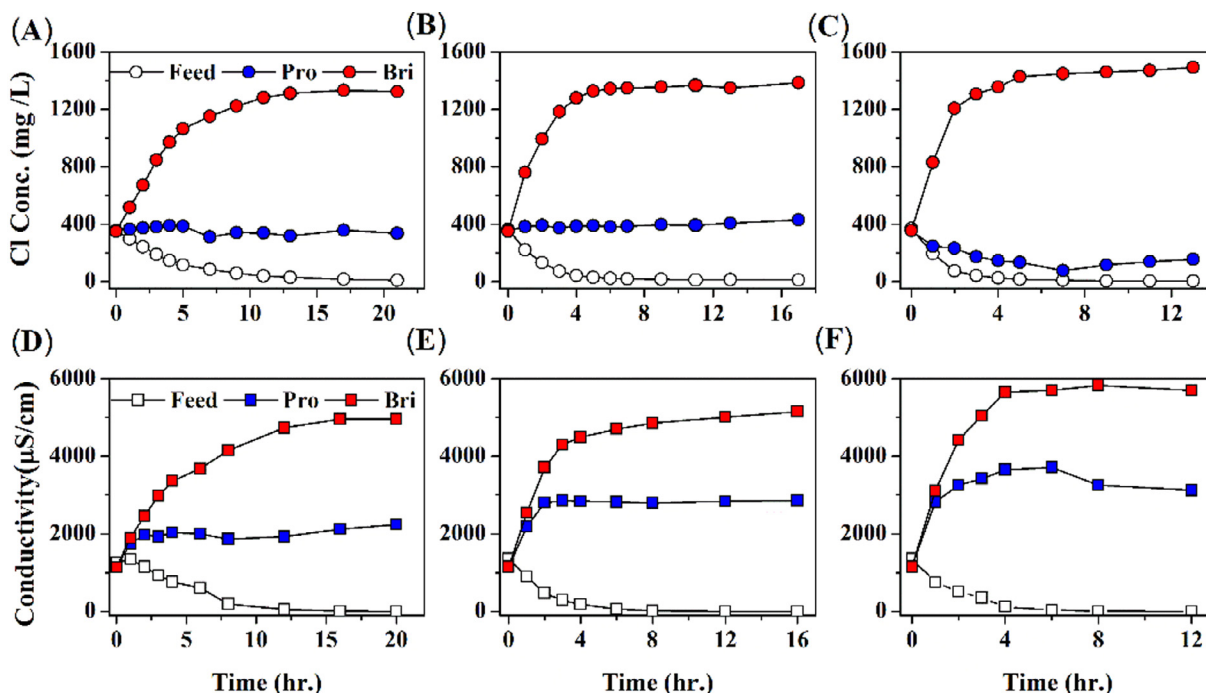 (A) (B) (C)
1600 1600 1600
Feed Pro Bri
1200 1200 1200
800 800 800
400 400 400
0 0 0
0 5 10 15 20 0 4 8 12 16 0 3 6 9 12
Cl Conc. (mg /L)
(D) (E) (F)
6000 6000 6000
Feed Pro Bri
4000 4000 4000
2000 2000 2000
0 0 0
0 5 10 15 20 0 4 8 12 16 0 4 8 12
Conductivity(μS/cm)
Time (hr.) Time (hr.) Time (hr.)